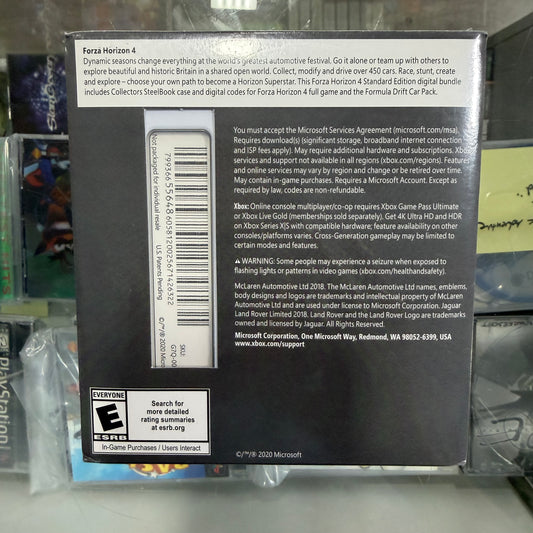 Forza Horizon 4
Dynamic seasons change everything at the world's greatest automotive festival. Go it alone or team up with others to
explore beautiful and historic Britain in a shared open world. Collect, modify and drive over 450 cars. Race, stunt, create
and explore – choose your own path to become a Horizon Superstar. This Forza Horizon 4 Standard Edition digital bundle
includes Collectors SteelBook case and digital codes for Forza Horizon 4 full game and the Formula Drift Car Pack.
You must accept the Microsoft Services Agreement (microsoft.com/msa).
Requires download(s) (significant storage, broadband internet connection
and ISP fees apply). May require additional hardware and subscriptions. Xbox
services and support not available in all regions (xbox.com/regions). Features
and online services may vary by region and change or be retired over time.
May contain in-game purchases. Requires a Microsoft Account. Except as
required by law, codes are non-refundable.
Xbox: Online console multiplayer/co-op requires Xbox Game Pass Ultimate
or Xbox Live Gold (memberships sold separately). Get 4K Ultra HD and HDR
on Xbox Series X|S with compatible hardware; feature availability on other
consoles/platforms varies. Cross-Generation gameplay may be limited to
certain modes and features.
WARNING: Some people may experience a seizure when exposed to
flashing lights or patterns in video games (xbox.com/healthandsafety).
McLaren Automotive Ltd 2018. The McLaren Automotive Ltd names, emblems,
body designs and logos are trademarks and intellectual property of McLaren
Automotive Ltd and are used under license to Microsoft Corporation. Jaguar
Land Rover Limited 2018. Land Rover and the Land Rover Logo are trademarks
owned and licensed by Jaguar. All Rights Reserved.
Microsoft Corporation, One Microsoft Way, Redmond, WA 98052-6399, USA
www.xbox.com/support
Not packaged for individual resale
U.S. Patents Pending
SKU:
G7Q-00
©/™/® 2020 Micros
EVERYONE
E
ESRB
Search for
more detailed
rating summaries
at esrb.org
In-Game Purchases / Users Interact
©/™/® 2020 Microsoft
PlayStation